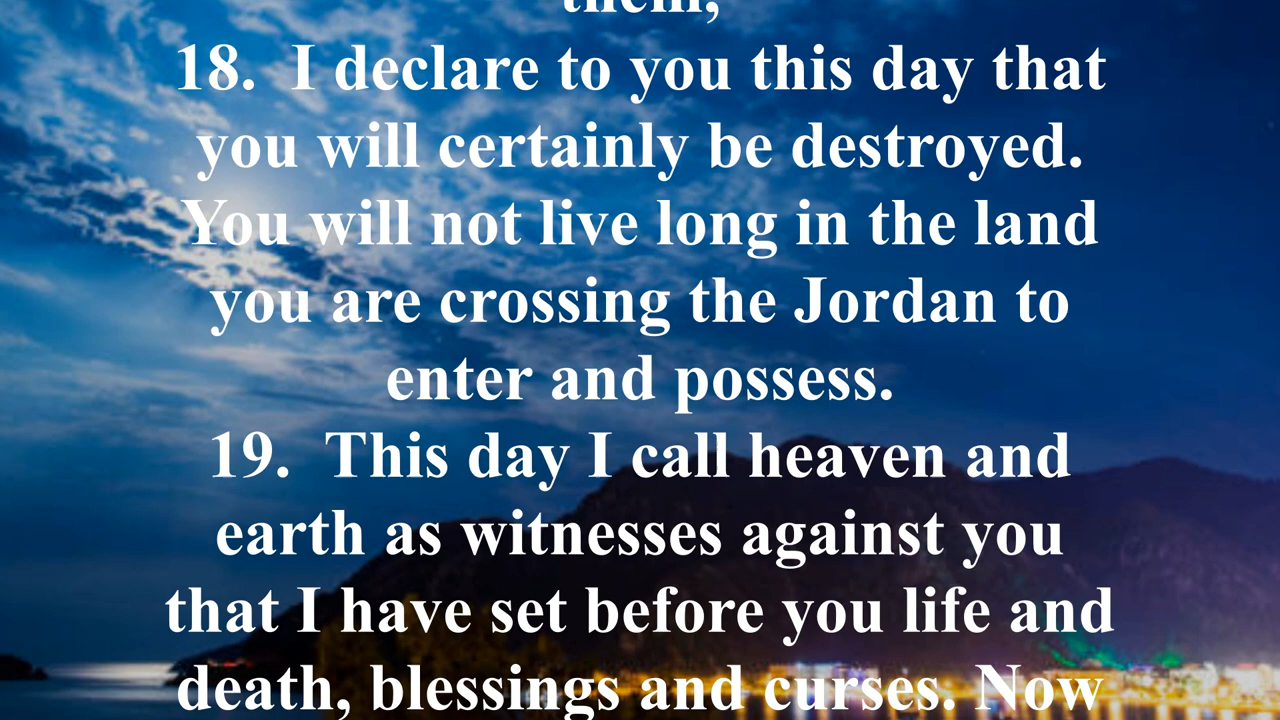 them,
18. I declare to you this day that
you will certainly be destroyed.
You will not live long in the land
you are crossing the Jordan to
enter and possess.
19. This day I call heaven and
earth as witnesses against you
that I have set before you life and
death, blessings and curses. Now